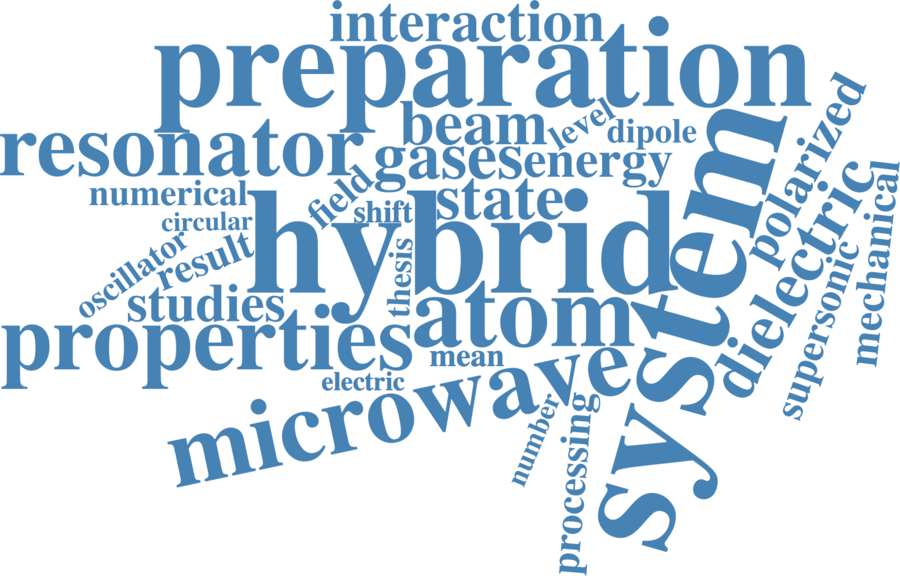 interaction
preparation
beam
level
dipole
polarized
resonator
gases
energy
system
numerical
field
shift
state
dielectric
mechanical
circular
hybrid
supersonic
oscillator
result
thesis
studies
atom
properties
mean
electric
microwave
number
processing